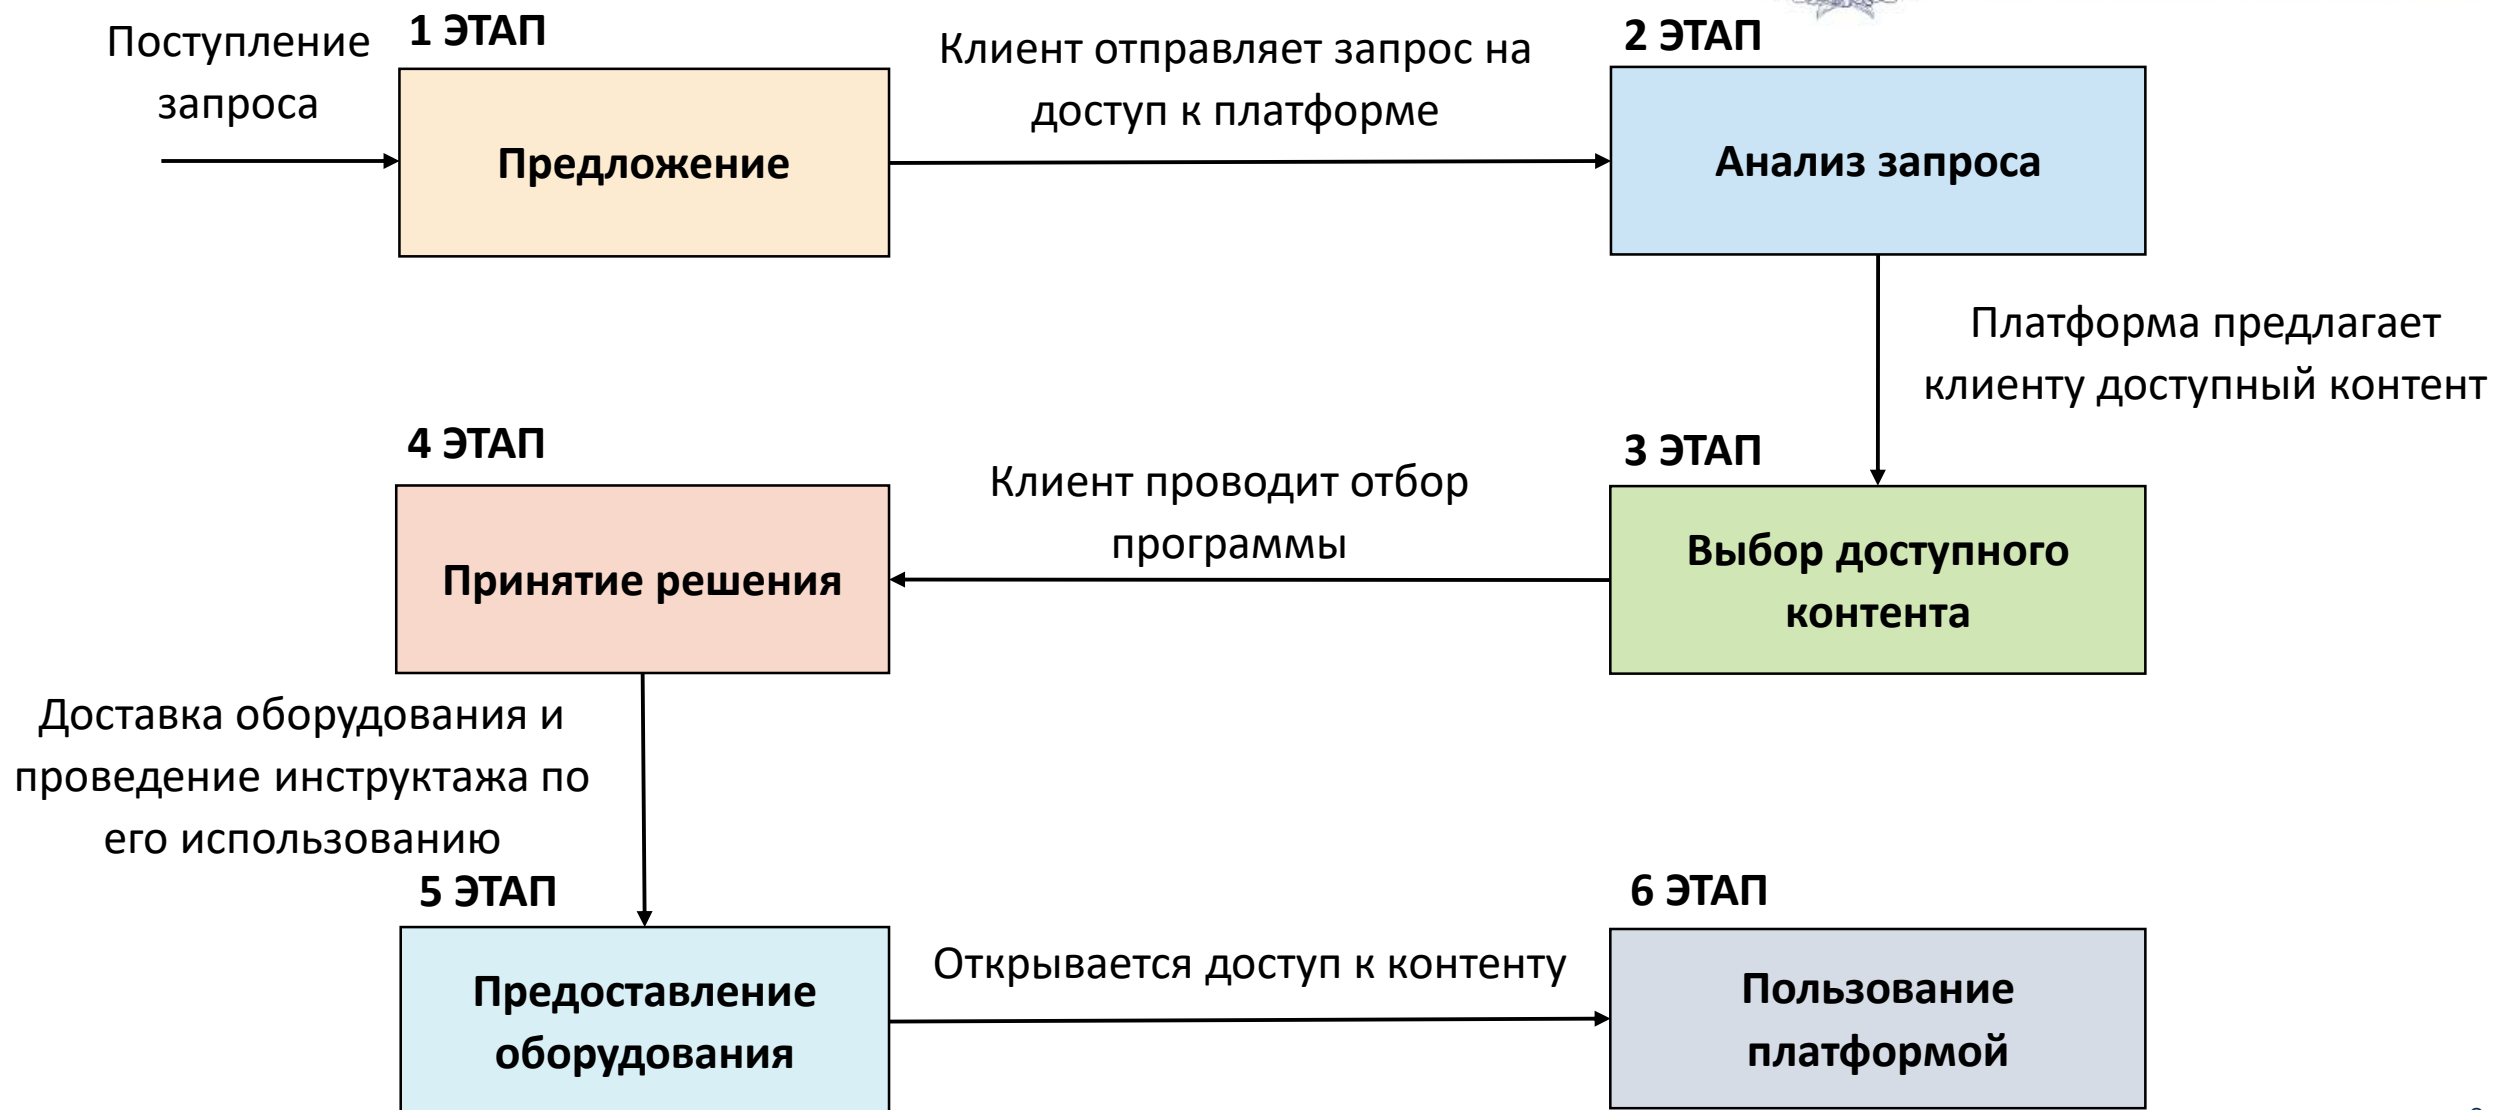 Поступление
запроса
1 ЭТАП
Предложение
Клиент отправляет запрос на
доступ к платформе
2 ЭТАП
Анализ запроса
Платформа предлагает
клиенту доступный контент
3 ЭТАП
Выбор доступного
контента
Клиент проводит отбор
программы
4 ЭТАП
Принятие решения
Доставка оборудования и
проведение инструктажа по
его использованию
5 ЭТАП
Предоставление
оборудования
Открывается доступ к контенту
6 ЭТАП
Пользование
платформой